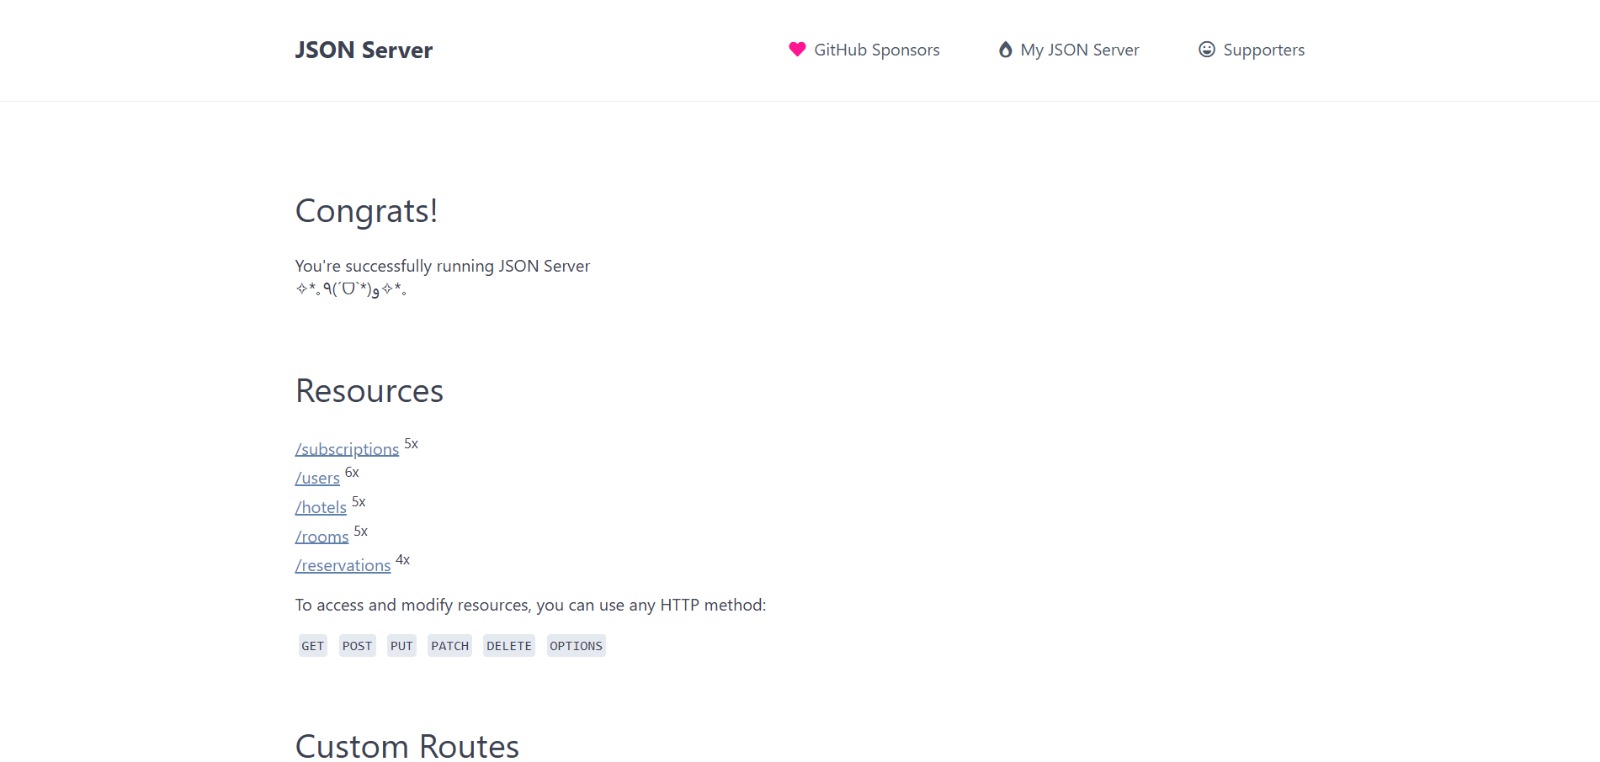 JSON Server
GitHub Sponsors
My JSON Server
Supporters
Congrats!
You're successfully running JSON Server
✧*｡٩(ˊᗜˋ*)و✧*｡
Resources
/subscriptions 5x
/users 6x
/hotels 5x
/rooms 5x
/reservations 4x
To access and modify resources, you can use any HTTP method:
GET POST PUT PATCH DELETE OPTIONS
Custom Routes